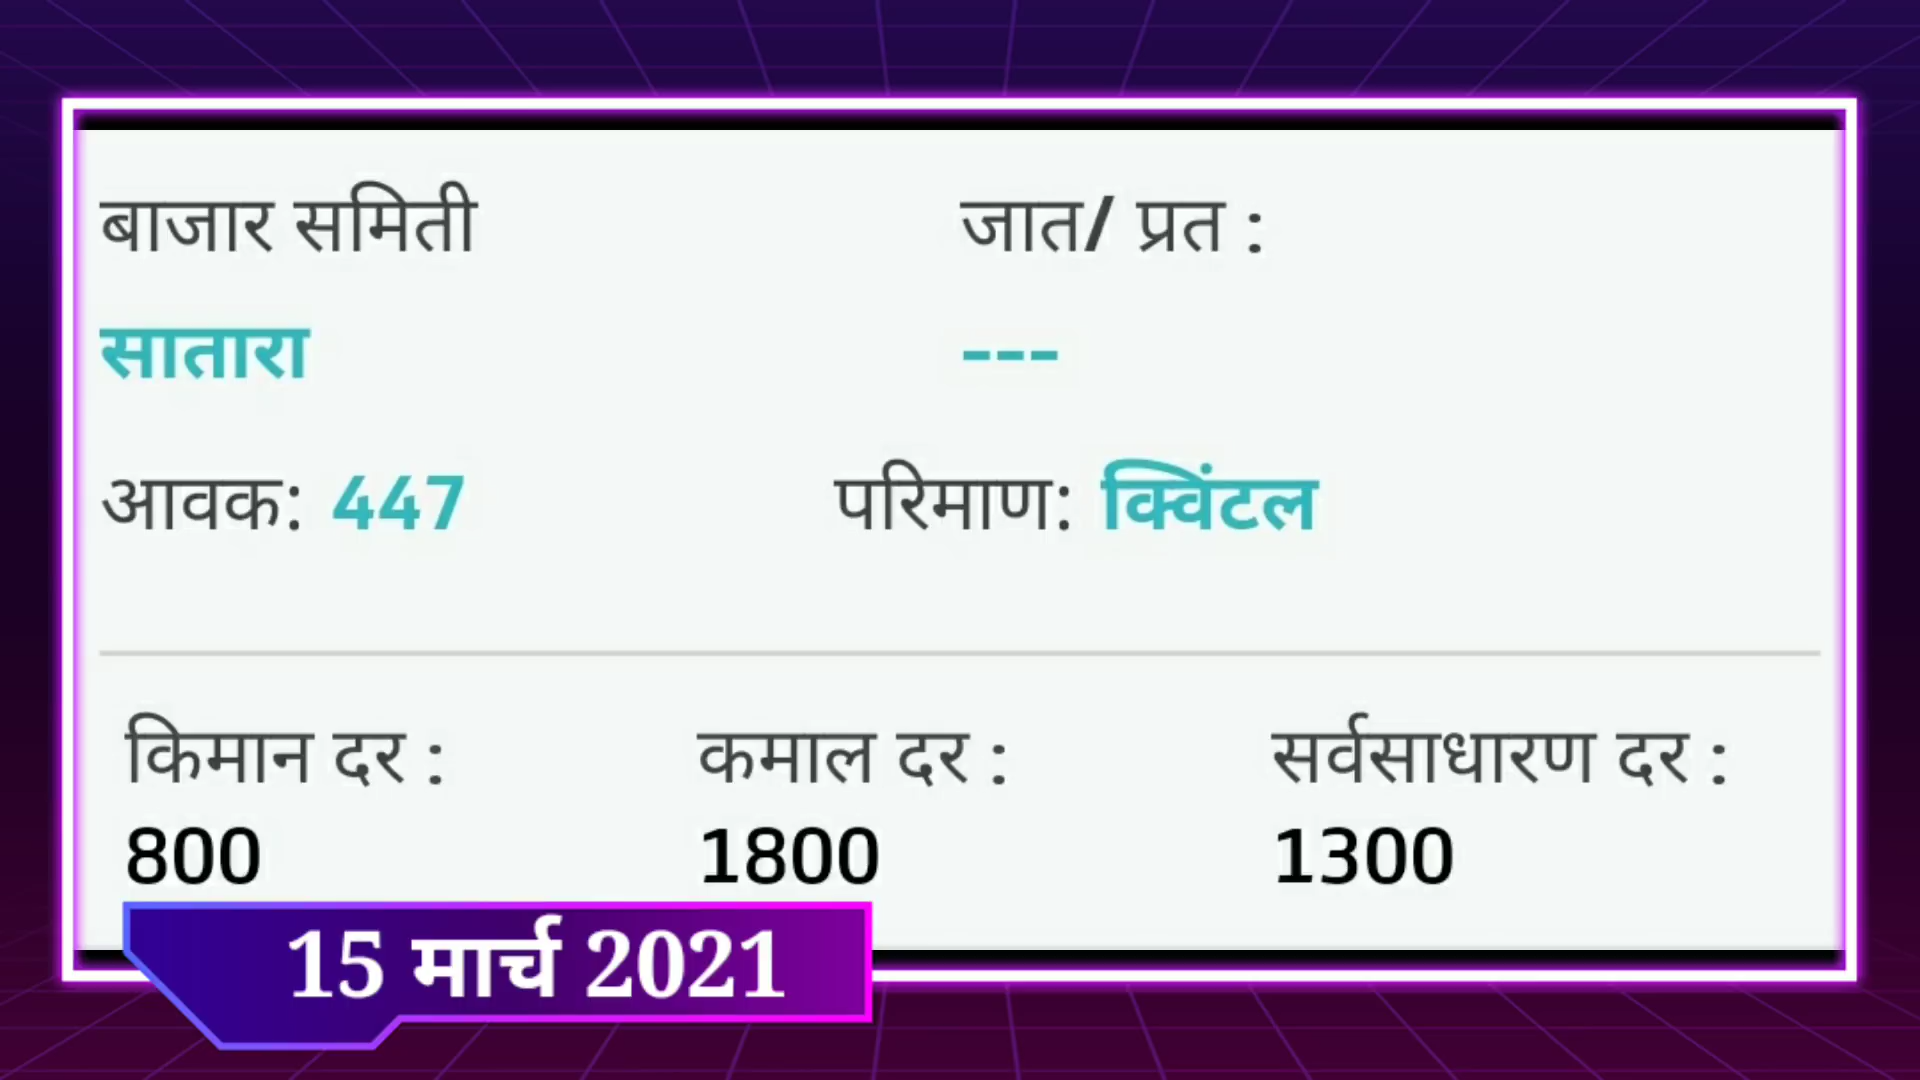 बाजार समिती जात/ प्रत :
सातारा ---
आवक: 447 परिमाण: क्विंटल
किमान दर : कमाल दर : सर्वसाधारण दर :
800 1800 1300
15 मार्च 2021